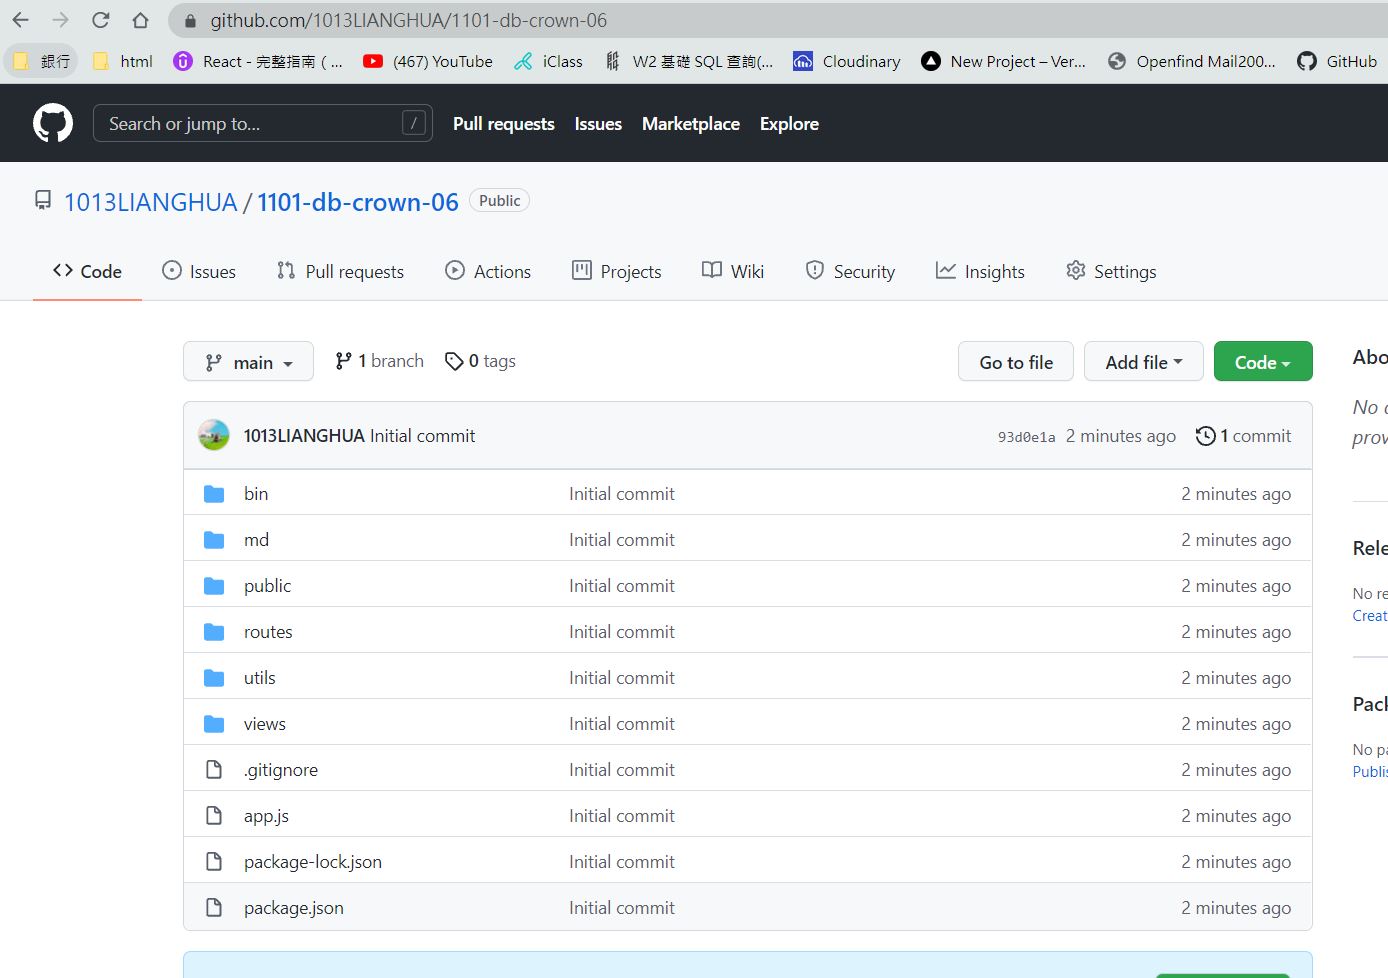 github.com/1013LIANGHUA/1101-db-crown-06
銀行 html React - 完整指南 ( ... (467) YouTube iClass W2 基礎 SQL 查詢(... Cloudinary New Project – Ver... Openfind Mail200... GitHub
Search or jump to... / Pull requests Issues Marketplace Explore
1013LIANGHUA / 1101-db-crown-06 Public
Code Issues Pull requests Actions Projects Wiki Security Insights Settings
main 1 branch 0 tags Go to file Add file Code
1013LIANGHUA Initial commit 93d0e1a 2 minutes ago 1 commit
bin Initial commit 2 minutes ago
md Initial commit 2 minutes ago
public Initial commit 2 minutes ago
routes Initial commit 2 minutes ago
utils Initial commit 2 minutes ago
views Initial commit 2 minutes ago
.gitignore Initial commit 2 minutes ago
app.js Initial commit 2 minutes ago
package-lock.json Initial commit 2 minutes ago
package.json Initial commit 2 minutes ago
Abo
No
prov
Rele
No re
Creat
Pack
No pa
Publis